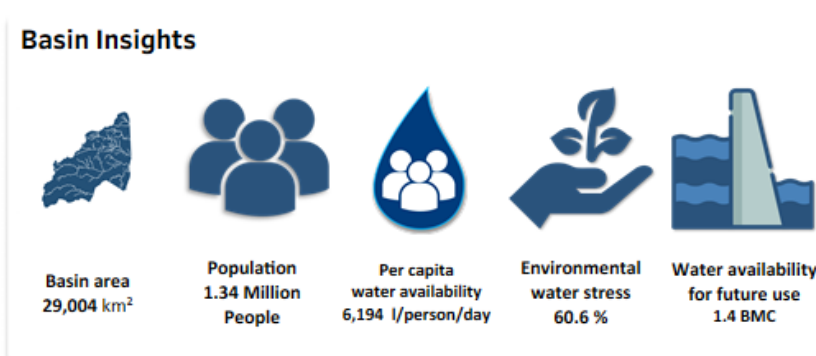 Basin Insights
Basin area
29,004 km²
Population
1.34 Million
People
Per capita
water availability
6,194 l/person/day
Environmental
water stress
60.6 %
Water availability
for future use
1.4 BMC